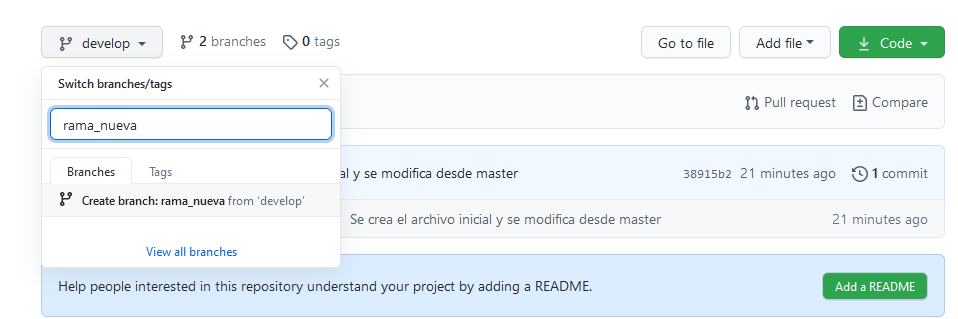 develop 2 branches 0 tags Go to file Add file Code
Switch branches/tags
Pull request Compare
rama_nueva
Branches Tags
al y se modifica desde master 38915b2 21 minutes ago 1 commit
Create branch: rama_nueva from 'develop'
Se crea el archivo inicial y se modifica desde master 21 minutes ago
View all branches
Help people interested in this repository understand your project by adding a README. Add a README